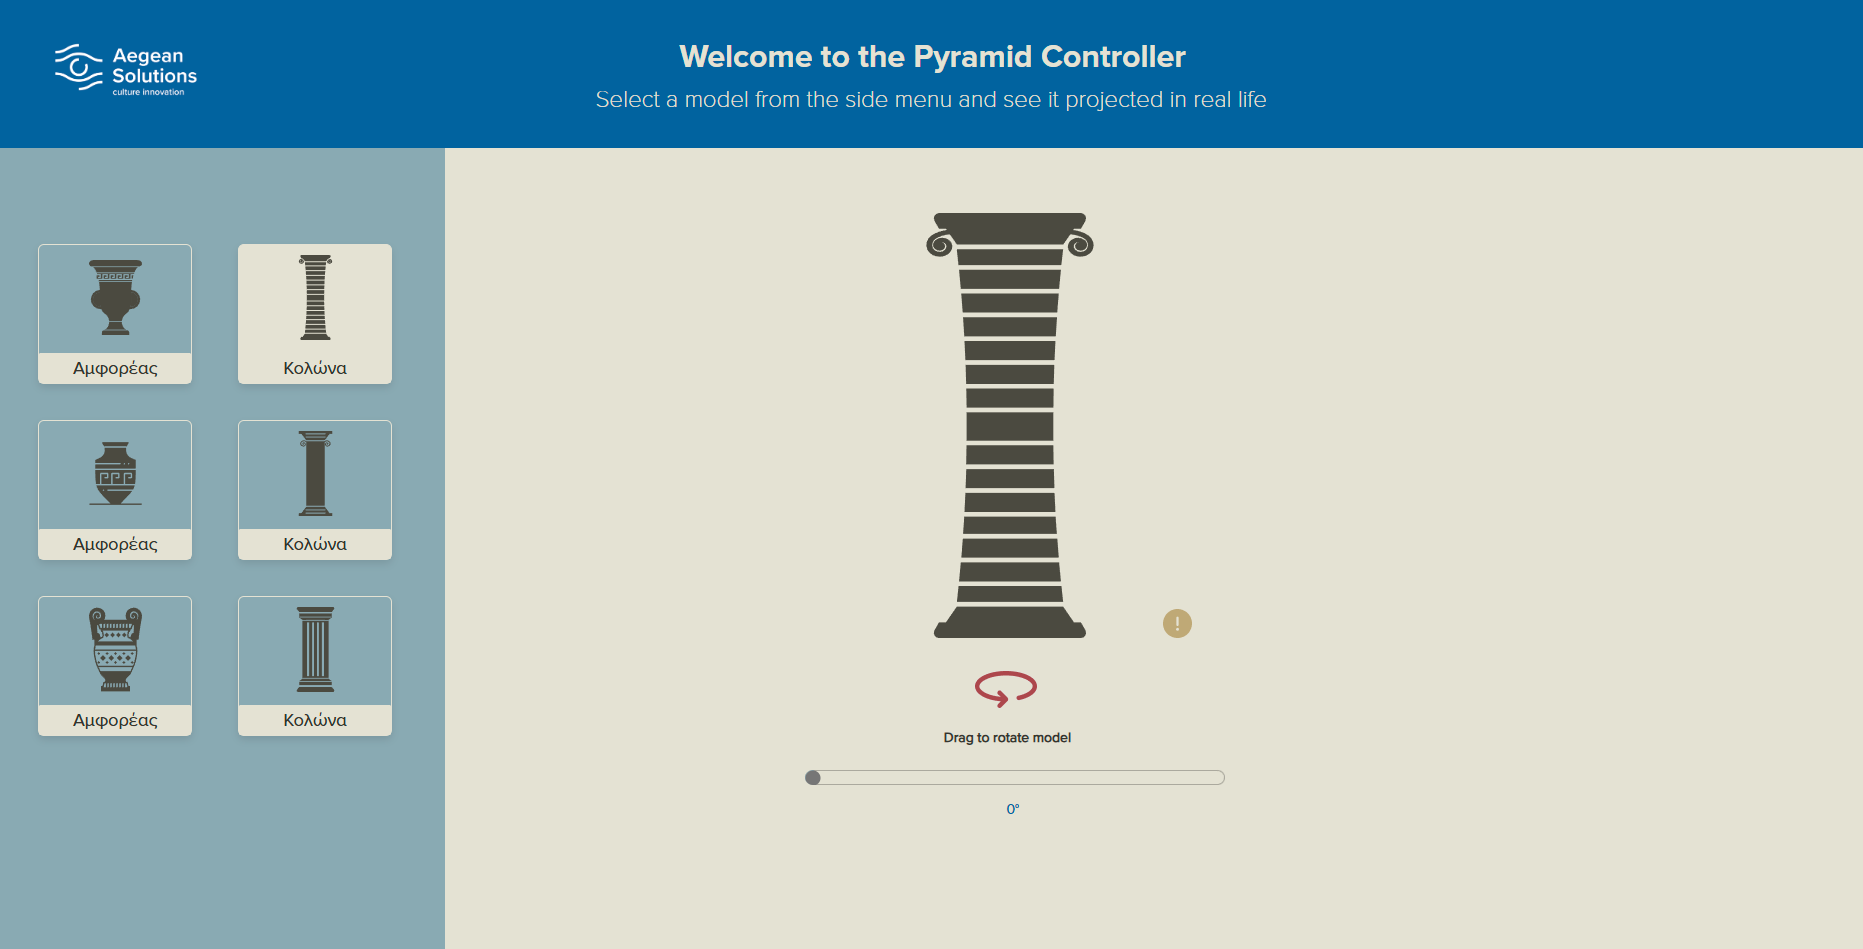 Aegean
Solutions
culture innovation
Welcome to the Pyramid Controller
Select a model from the side menu and see it projected in real life
Αμφορέας
Κολώνα
Αμφορέας
Κολώνα
Αμφορέας
Κολώνα
!
Drag to rotate model
0°